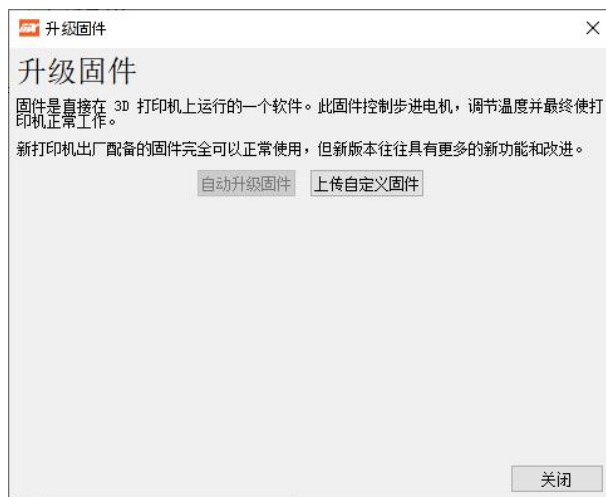 升级固件
升级固件
固件是直接在 3D 打印机上运行的一个软件。此固件控制步进电机，调节温度并最终使打
印机正常工作。
新打印机出厂配备的固件完全可以正常使用，但新版本往往具有更多的新功能和改进。
自动升级固件 上传自定义固件
关闭